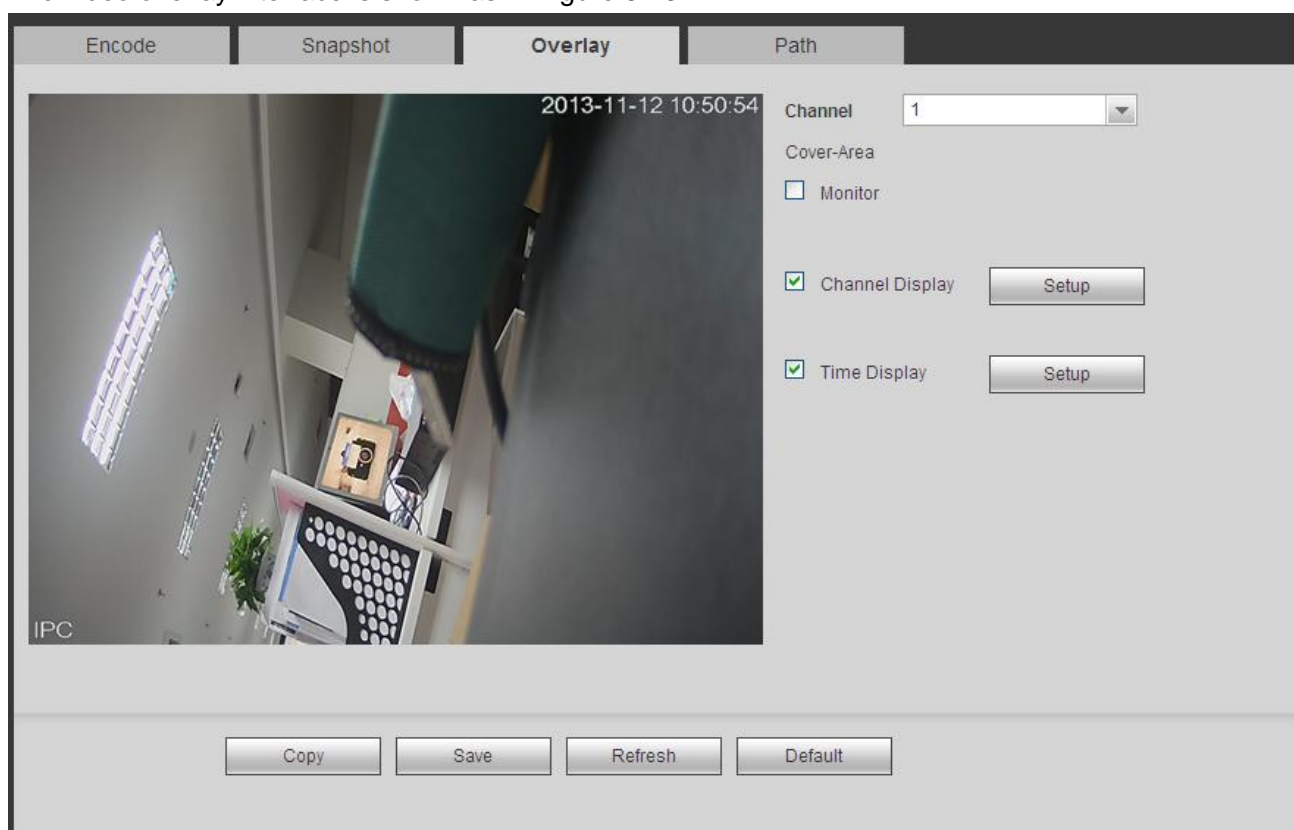 Encode Snapshot Overlay Path
2013-11-12 10:50:54
Channel 1
Cover-Area
Monitor
Channel Display Setup
Time Display Setup
IPC
Copy Save Refresh Default